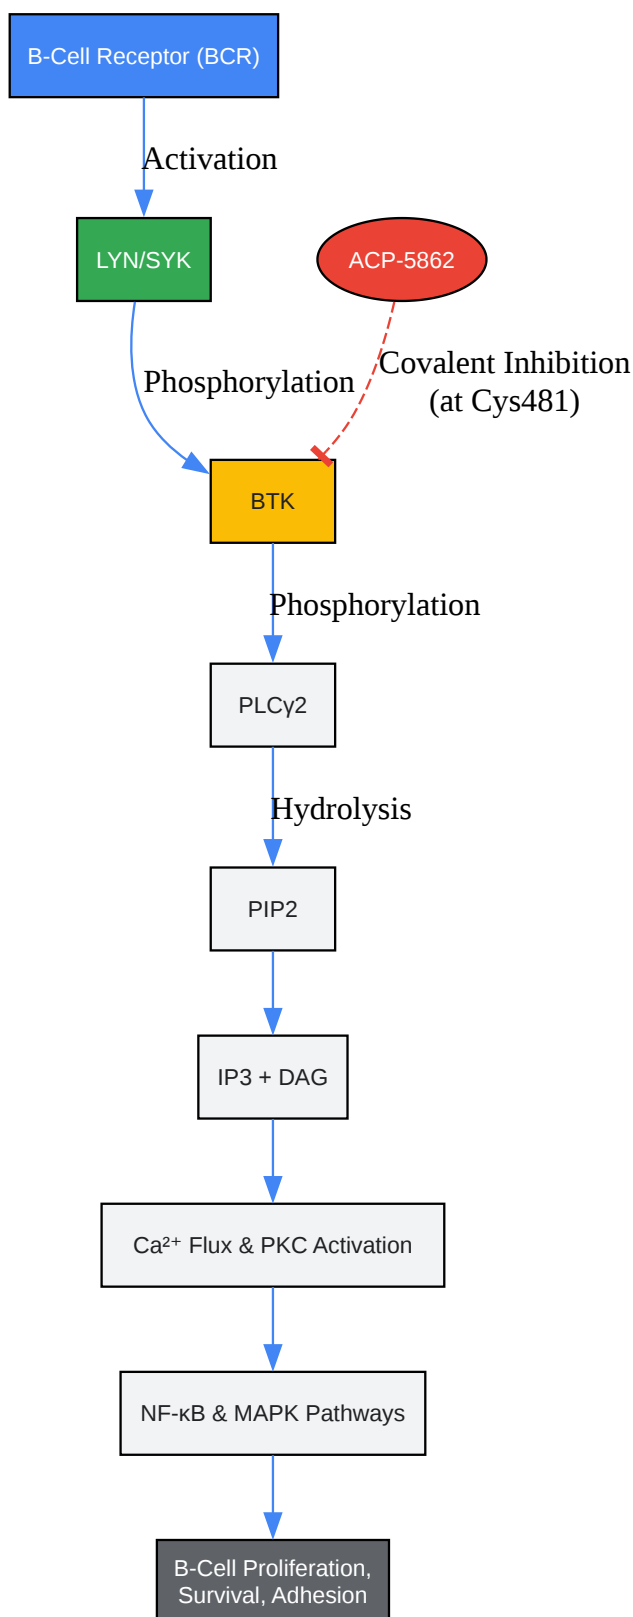 B-Cell Receptor (BCR)
Activation
LYN/SYK
ACP-5862
Phosphorylation
Covalent Inhibition
(at Cys481)
BTK
Phosphorylation
PLCγ2
Hydrolysis
PIP2
IP3 + DAG
Ca²⁺ Flux & PKC Activation
NF-κB & MAPK Pathways
B-Cell Proliferation,
Survival, Adhesion